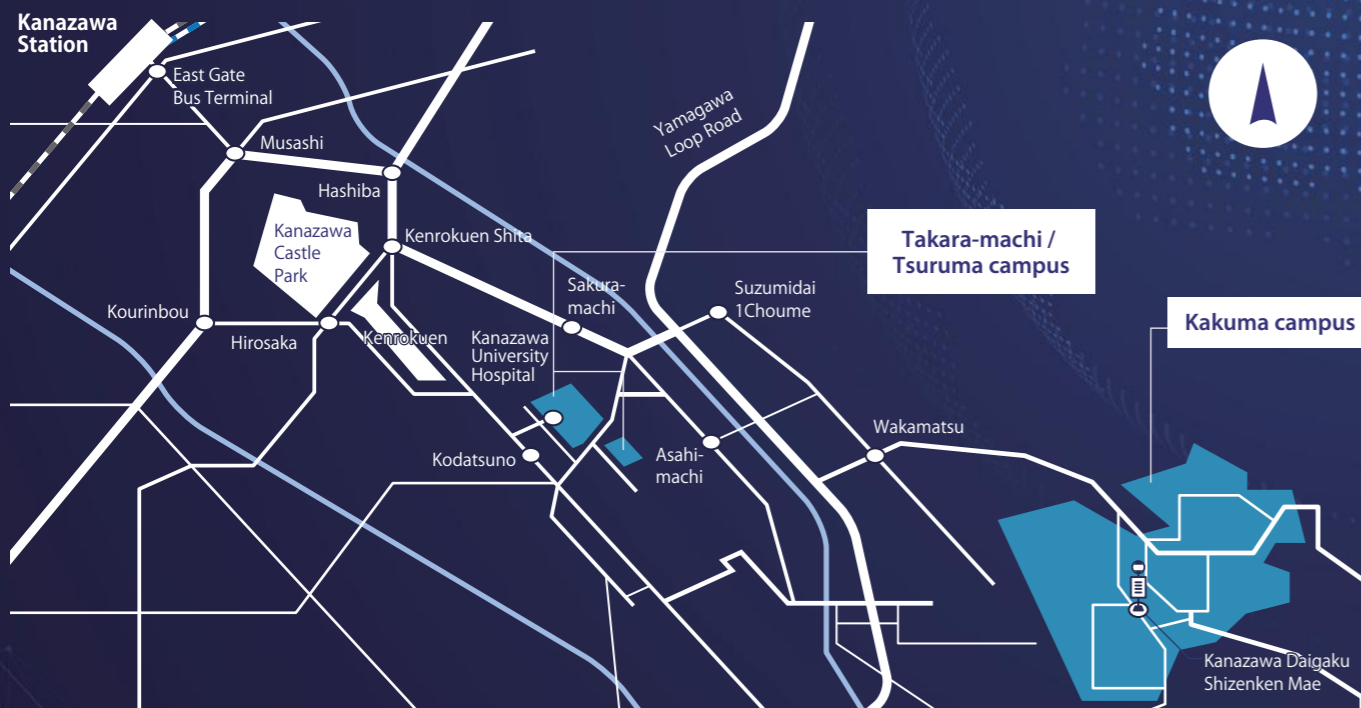 Kanazawa
Station
East Gate
Bus Terminal
Musashi
Hashiba
Yamagawa
Loop Road
Kanazawa
Castle
Park
Kenrokuen Shita
Takara-machi /
Tsuruma campus
Sakura-
machi
Suzumidai
1Choume
Kourinbou
Hirosaka
Kenrokuen
Kanazawa
University
Hospital
Kakuma campus
Kodatsuno
Asahi-
machi
Wakamatsu
Kanazawa Daigaku
Shizenken Mae